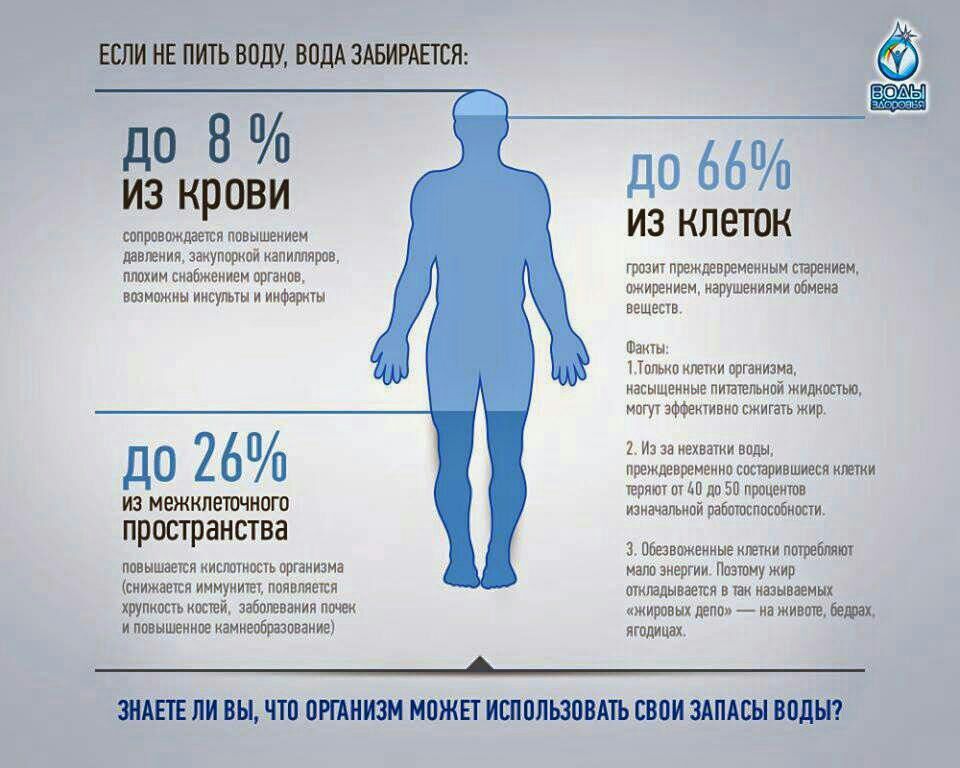 ЕСЛИ НЕ ПИТЬ ВОДУ, ВОДА ЗАБИРАЕТСЯ:
ВОДЫ
ЗДОРОВЬЯ
до 8 %
из крови
сопровождается повышением
давления, закупоркой капилляров,
плохим снабжением органов,
возможны инсульты и инфаркты
до 66%
из клеток
грозит преждевременным старением,
ожирением, нарушениями обмена
веществ.
Факты:
1.Только клетки организма,
насыщенные питательной жидкостью,
могут эффективно сжигать жир.
2. Из за нехватки воды,
преждевременно состарившиеся клетки
теряют от 40 до 50 процентов
изначальной работоспособности.
3. Обезвоженные клетки потребляют
мало энергии. Поэтому жир
откладывается в так называемых
«жировых депо» — на животе, бедрах,
ягодицах.
до 26%
из межклеточного
пространства
повышается кислотность организма
(снижается иммунитет, появляется
хрупкость костей, заболевания почек
и повышенное камнеобразование)
ЗНАЕТЕ ЛИ ВЫ, ЧТО ОРГАНИЗМ МОЖЕТ ИСПОЛЬЗОВАТЬ СВОИ ЗАПАСЫ ВОДЫ?